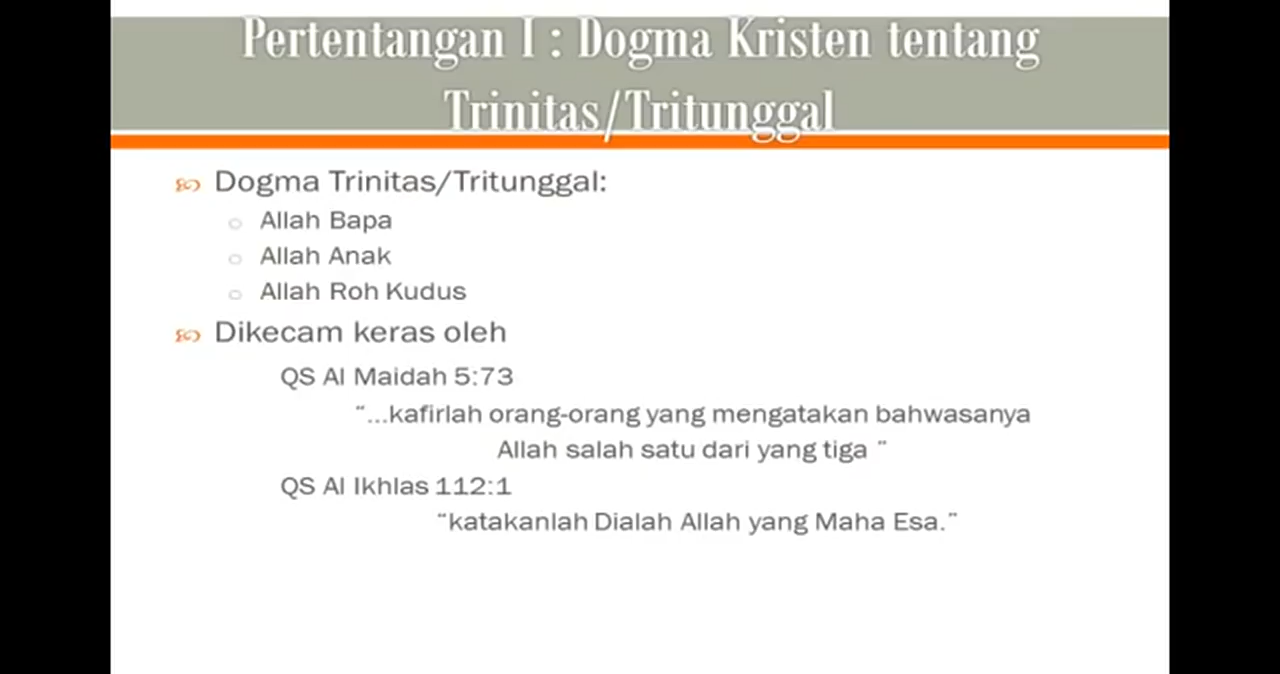 Pertentangan I : Dogma Kristen tentang
Trinitas/Tritunggal
Dogma Trinitas/Tritunggal:
Allah Bapa
Allah Anak
Allah Roh Kudus
Dikecam keras oleh
QS Al Maidah 5:73
“...kafirlah orang-orang yang mengatakan bahwasanya
Allah salah satu dari yang tiga ”
QS Al Ikhlas 112:1
“katakanlah Dialah Allah yang Maha Esa.”